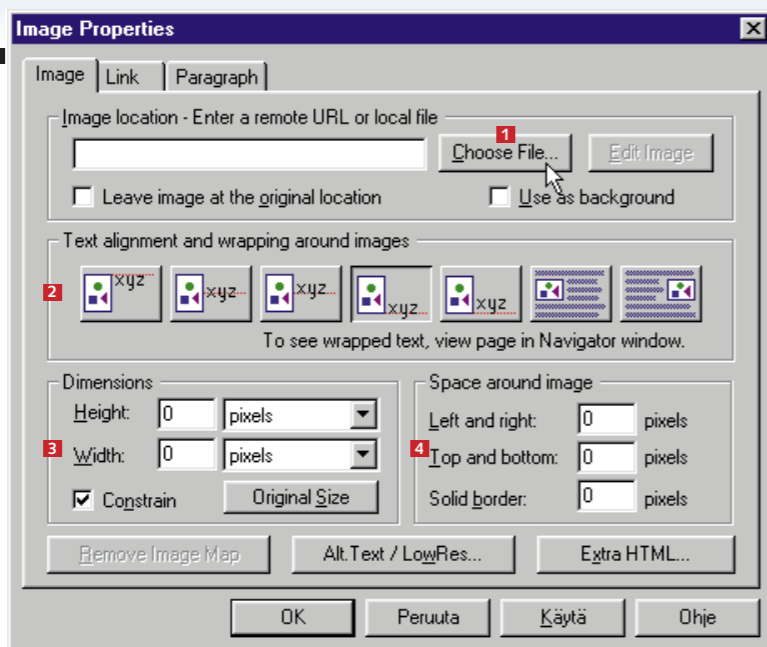 Image Properties
Image Link Paragraph
Image location - Enter a remote URL or local file
1
Choose File... Edit Image
Leave image at the original location Use as background
Text alignment and wrapping around images
2 xyz xyz xyz xyz xyz
To see wrapped text, view page in Navigator window.
Dimensions Space around image
Height: 0 pixels Left and right: 0 pixels
3 Width: 0 pixels 4 Top and bottom: 0 pixels
Constrain Original Size Solid border: 0 pixels
Remove Image Map Alt.Text / LowRes... Extra HTML...
OK Peruuta Käytä Ohje